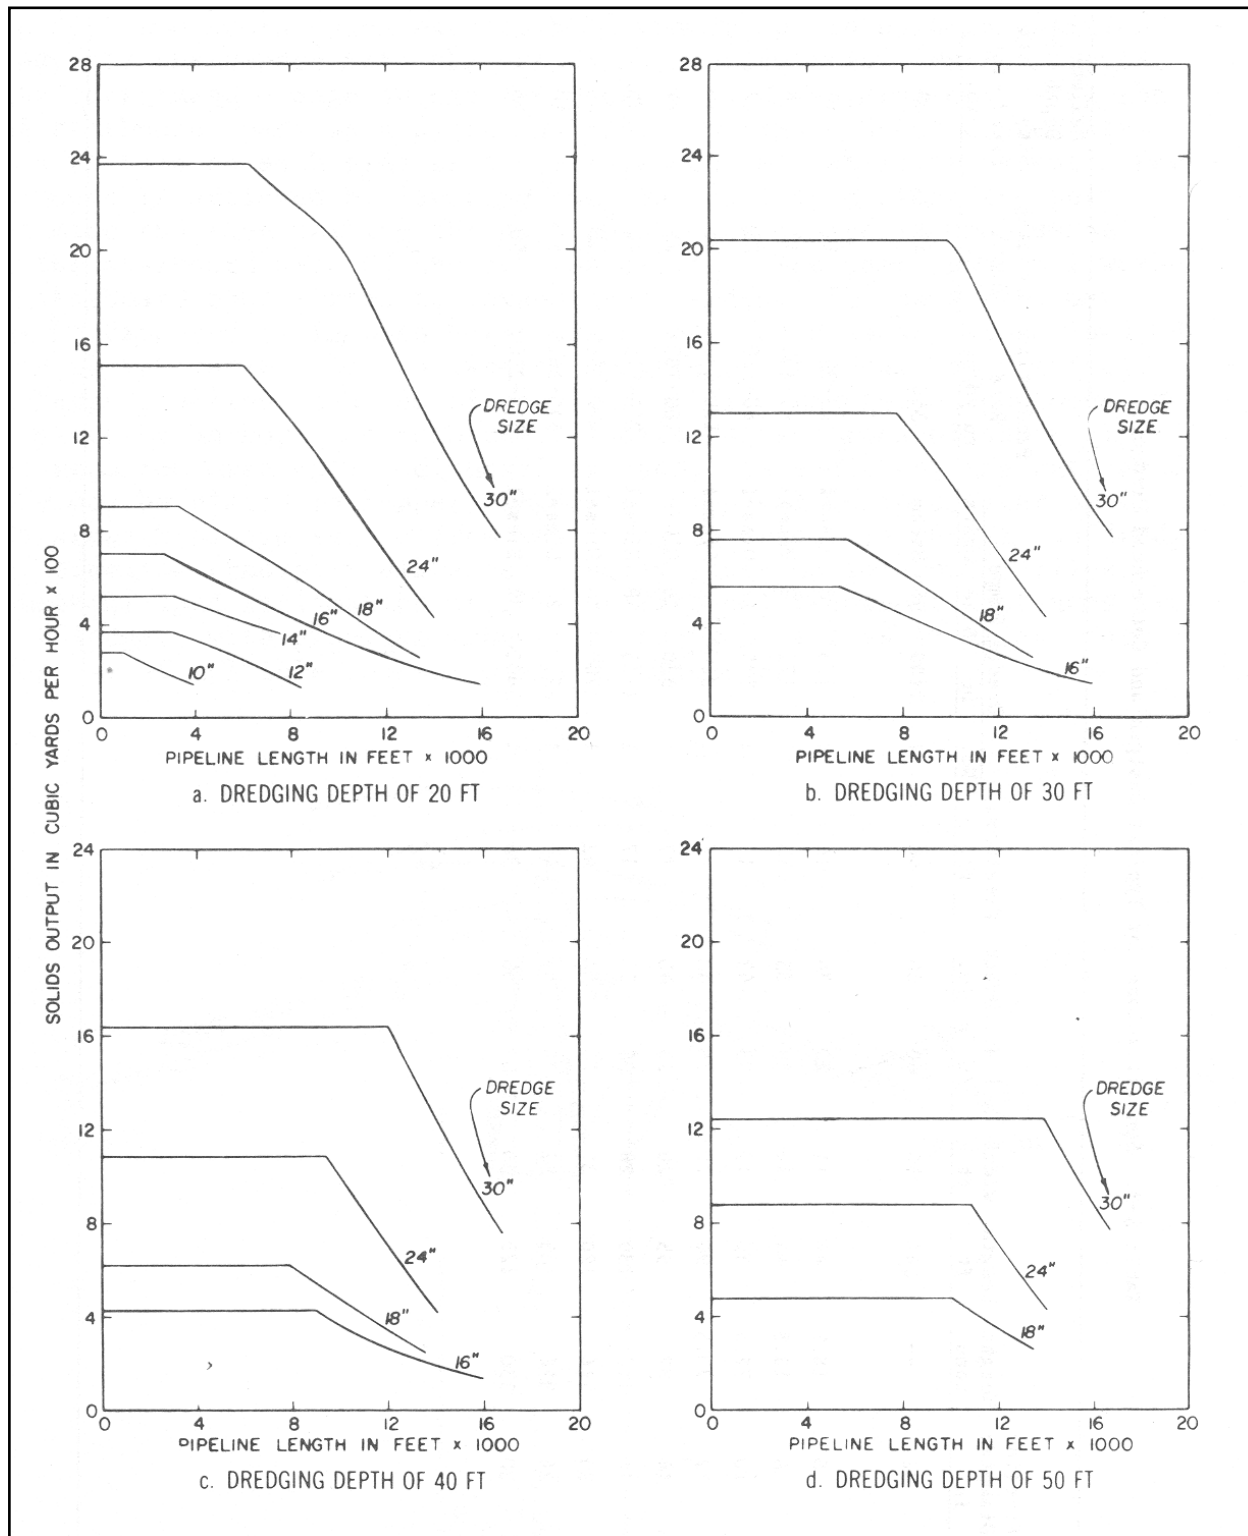 SOLIDS OUTPUT IN CUBIC YARDS PER HOUR x 100
28
24
20
16
12
8
4
0
DREDGE
SIZE
30"
24"
18"
16"
14"
12"
10"
0 4 8 12 16 20
PIPELINE LENGTH IN FEET x 1000
a. DREDGING DEPTH OF 20 FT
28
24
20
16
12
8
4
0
DREDGE
SIZE
30"
24"
18"
16"
0 4 8 12 16 20
PIPELINE LENGTH IN FEET x 1000
b. DREDGING DEPTH OF 30 FT
24
20
16
12
8
4
0
DREDGE
SIZE
30"
24"
18"
16"
0 4 8 12 16 20
PIPELINE LENGTH IN FEET x 1000
c. DREDGING DEPTH OF 40 FT
24
20
16
12
8
4
0
DREDGE
SIZE
30"
24"
18"
0 4 8 12 16 20
PIPELINE LENGTH IN FEET x 1000
d. DREDGING DEPTH OF 50 FT